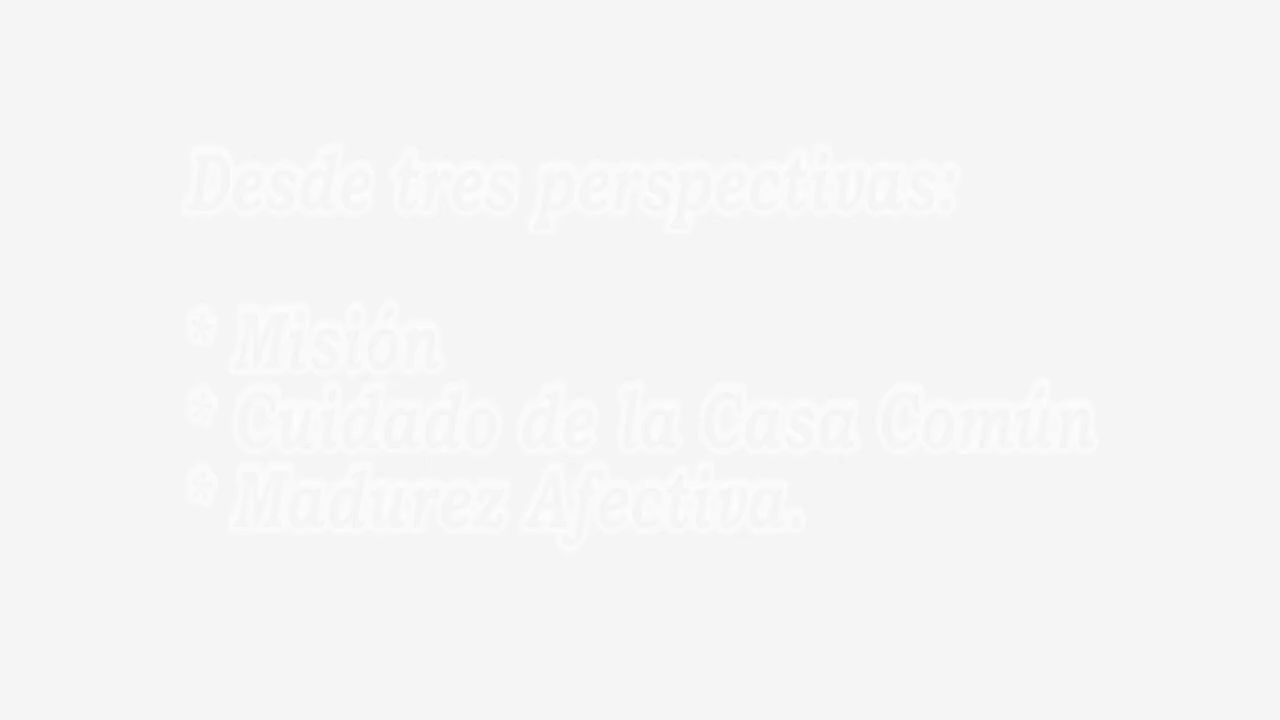 Desde tres perspectivas:
* Misión
* Cuidado de la Casa Común
* Madurez Afectiva.